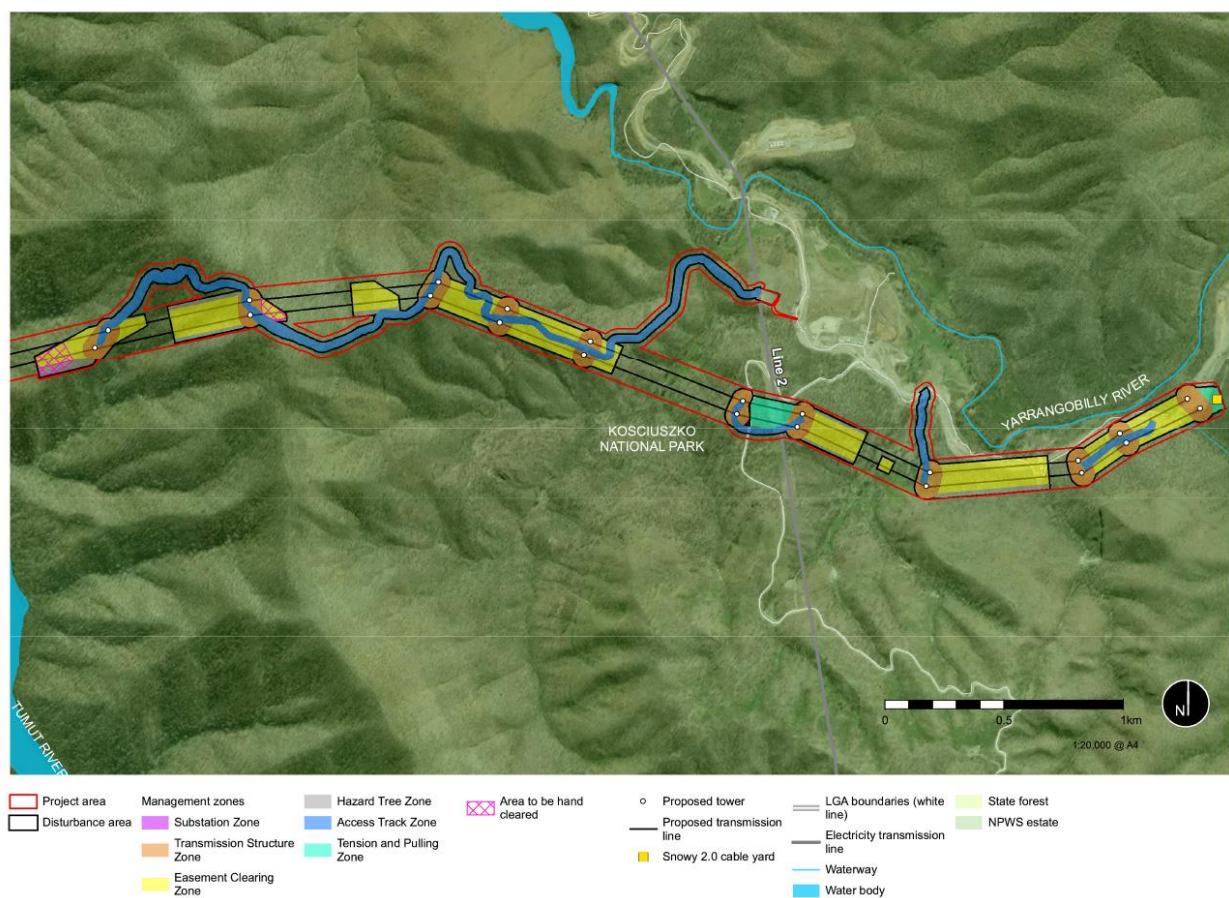 Line 2
YARRANGOBILLY RIVER
KOSCIUSZKO
NATIONAL PARK
TUMUT RIVER
0
0.5
1km
N
1:20,000 @ A4
Project area
Disturbance area
Management zones
Substation Zone
Transmission Structure
Zone
Easement Clearing
Zone
Hazard Tree Zone
Access Track Zone
Tension and Pulling
Zone
Area to be hand
cleared
Proposed tower
Proposed transmission
line
Snowy 2.0 cable yard
LGA boundaries (white
line)
Electricity transmission
line
Waterway
Water body
State forest
NPWS estate